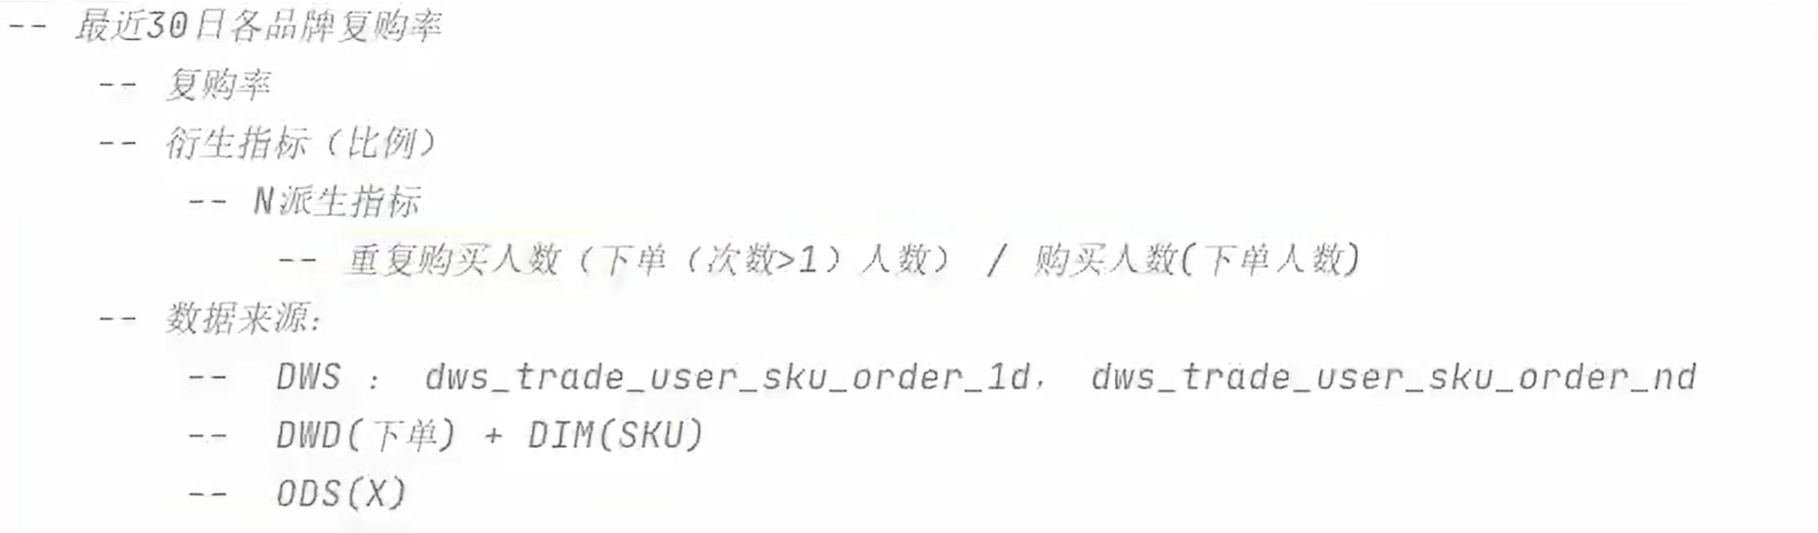 -- 最近30日各品牌复购率
-- 复购率
-- 衍生指标（比例）
-- N派生指标
-- 重复购买人数（下单（次数>1）人数） / 购买人数(下单人数)
-- 数据来源：
-- DWS : dws_trade_user_sku_order_1d, dws_trade_user_sku_order_nd
-- DWD(下单) + DIM(SKU)
-- ODS(X)